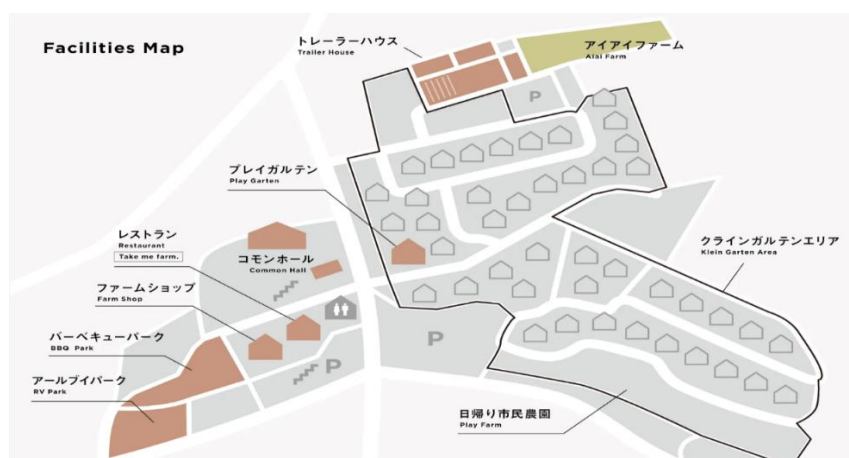 Facilities Map
トレーラーハウス
Trailer House
アイアイファーム
AIAI Farm
P
プレイガルテン
Play Garten
レストラン
Restaurant
Take me farm.
コモンホール
Common Hall
クラインガルテンエリア
Klein Garten Area
ファームショップ
Farm Shop
バーベキューパーク
BBQ Park
P
P
アールブイパーク
RV Park
日帰り市民農園
Play Farm